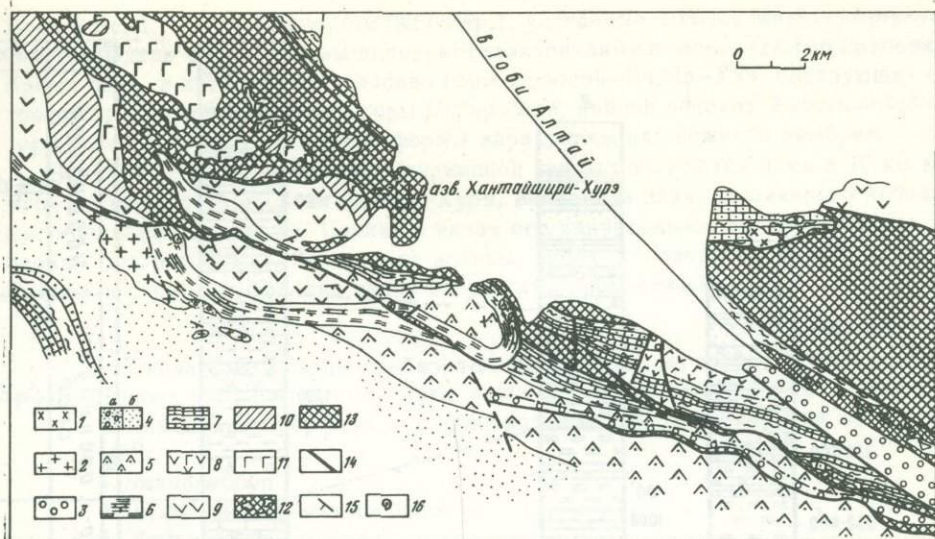 в Гоби Алтай
0 2км
разв. Хантайшири-Хурэ
а б
1 4 7 10 13
2 5 8 11 14
3 6 9 12 15 16